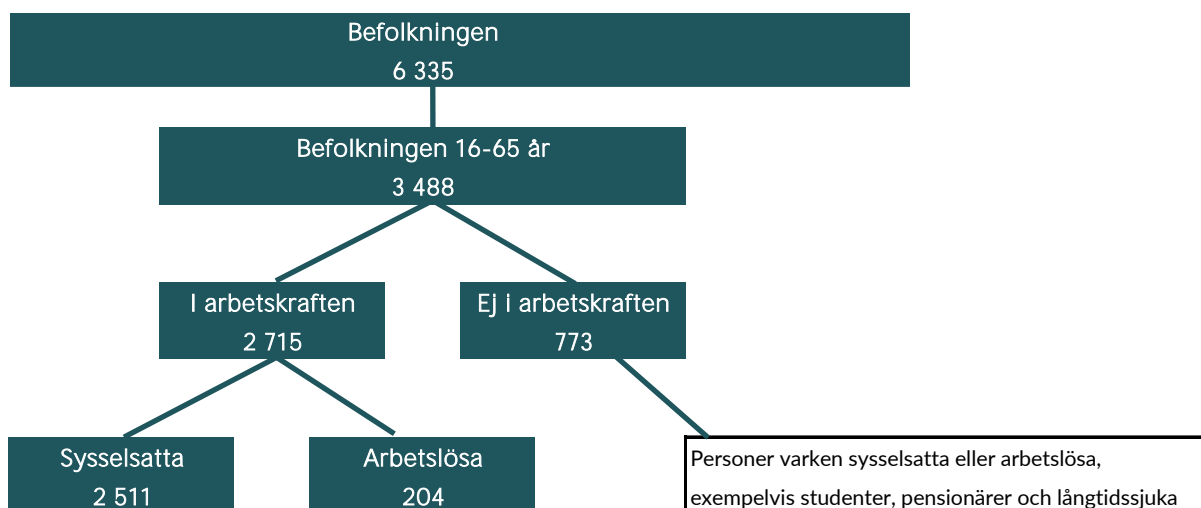 Befolkningen
6 335
Befolkningen 16-65 år
3 488
I arbetskraften
2 715
Ej i arbetskraften
773
Sysselsatta
2 511
Arbetslösa
204
Personer varken sysselsatta eller arbetslösa,
exempelvis studenter, pensionärer och långtidssjuka